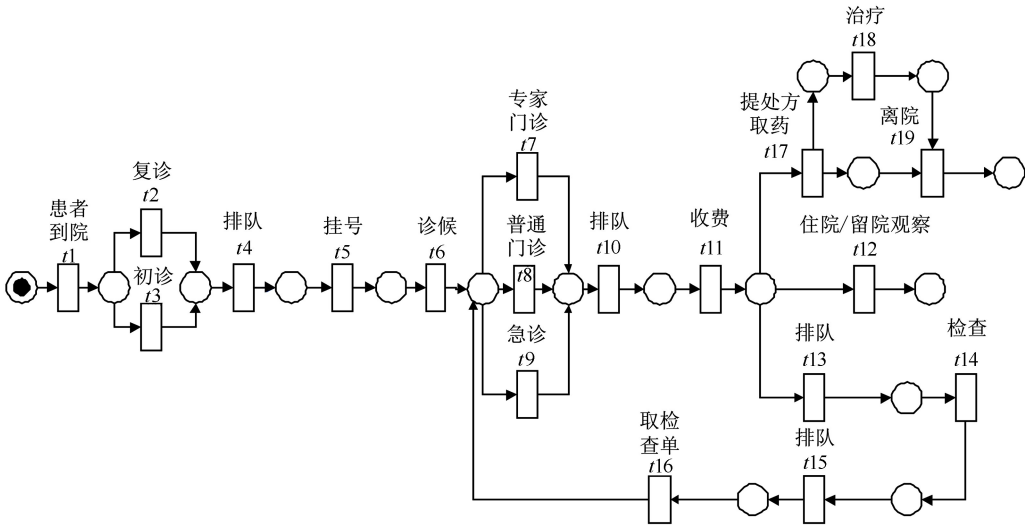 患者
到院
t1
复诊
t2
初诊
t3
排队
t4
挂号
t5
诊候
t6
专家
门诊
t7
普通
门诊
t8
急诊
t9
排队
t10
收费
t11
提处方
取药
t17
治疗
t18
离院
t19
住院/留院观察
t12
排队
t13
检查
t14
排队
t15
取检
查单
t16